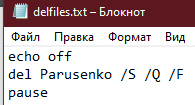 delfiles.txt – Блокнот
Файл Правка Формат Вид
echo off
del Parusenko /S /Q /F
pause